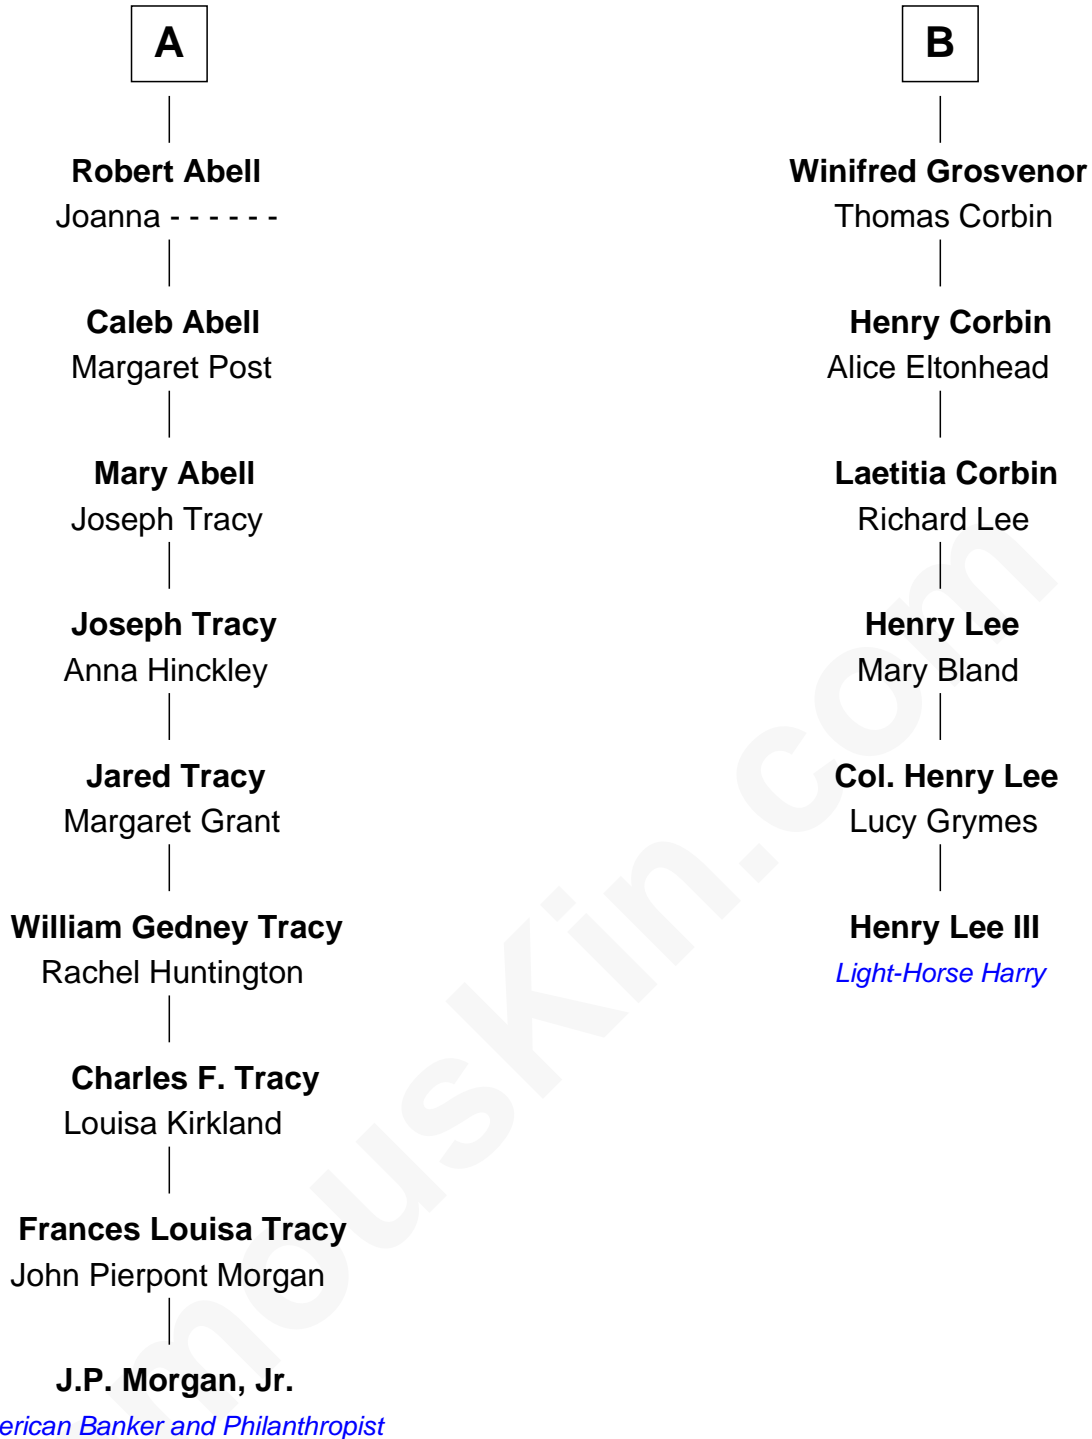 A
Robert Abell
Joanna - - - - - -
Caleb Abell
Margaret Post
Mary Abell
Joseph Tracy
Joseph Tracy
Anna Hinckley
Jared Tracy
Margaret Grant
William Gedney Tracy
Rachel Huntington
Charles F. Tracy
Louisa Kirkland
Frances Louisa Tracy
John Pierpont Morgan
J.P. Morgan, Jr.
erican Banker and Philanthropist
B
Winifred Grosvenor
Thomas Corbin
Henry Corbin
Alice Eltonhead
Laetitia Corbin
Richard Lee
Henry Lee
Mary Bland
Col. Henry Lee
Lucy Grymes
Henry Lee III
Light-Horse Harry
mousKin.com